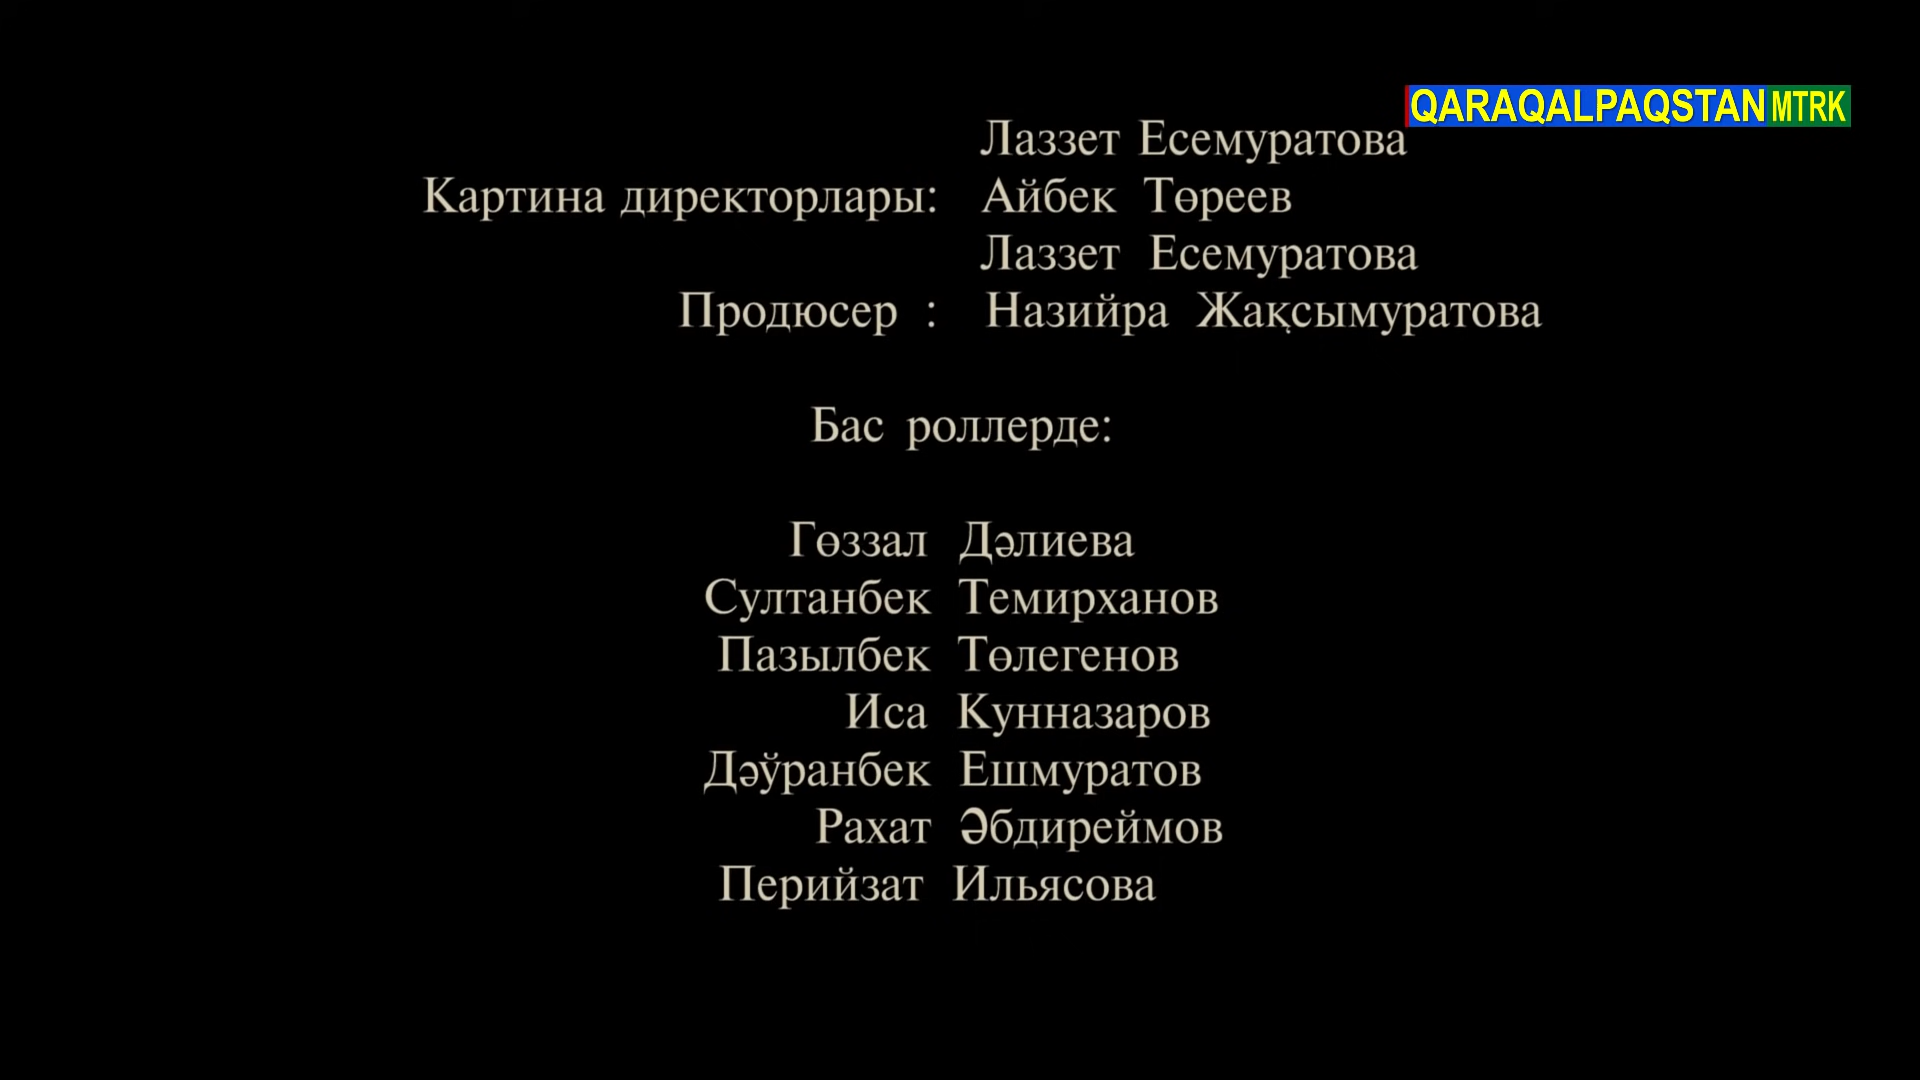 QARAQALPAQSTAN MTRK
Лаззет Есемуратова
Картина директорлары: Айбек Төреев
Лаззет Есемуратова
Продюсер : Назийра Жақсымуратова
Бас роллерде:
Гөззал Дәлиева
Султанбек Темирханов
Пазылбек Төлегенов
Иса Кунназаров
Дәўранбек Ешмуратов
Рахат Әбдиреймов
Перийзат Ильясова